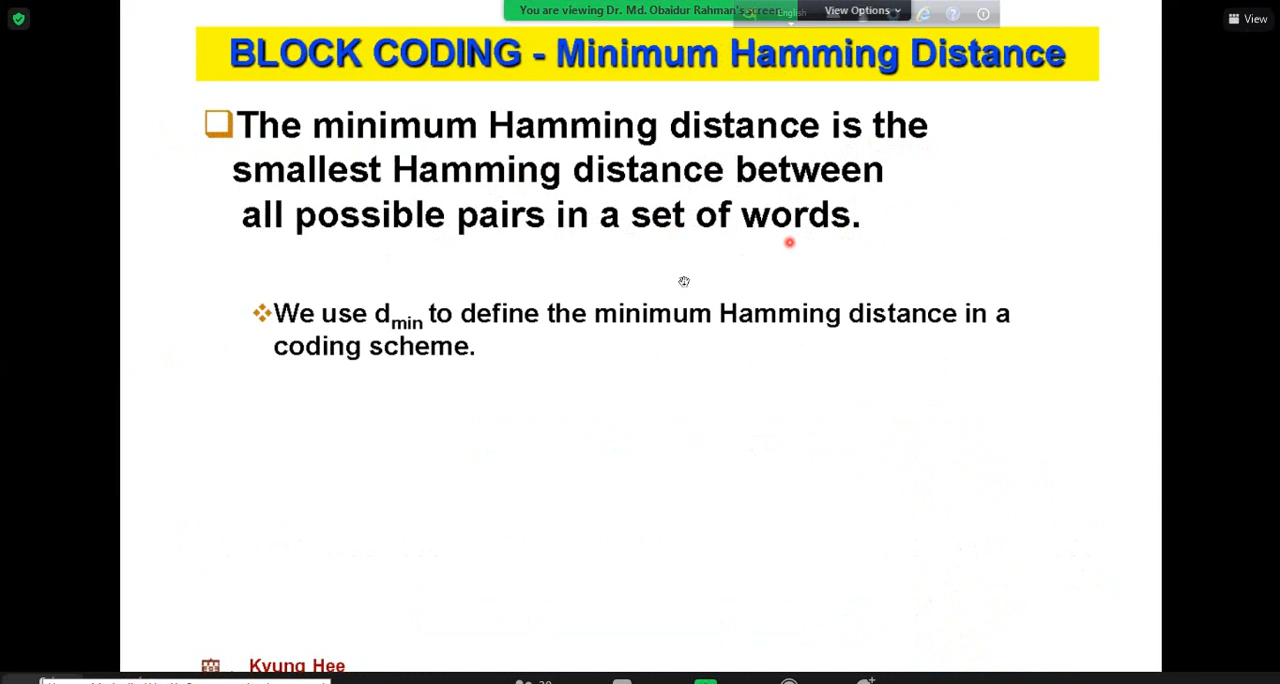 You are viewing Dr. Md. Obaidur Rahman's screen
English
View Options
View
BLOCK CODING - Minimum Hamming Distance
The minimum Hamming distance is the
smallest Hamming distance between
all possible pairs in a set of words.
We use dmin to define the minimum Hamming distance in a
coding scheme.
Kyung Hee